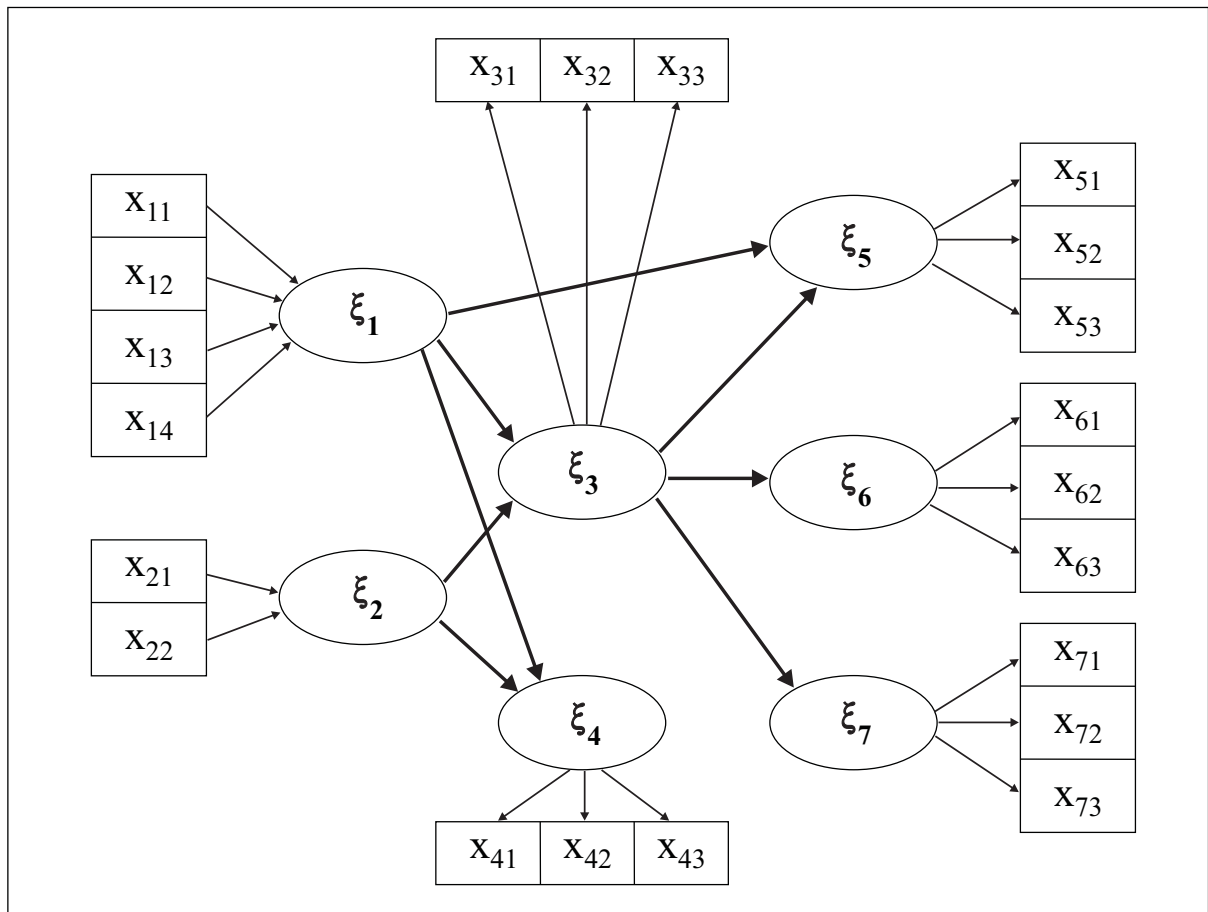 x₃₁ x₃₂ x₃₃
x₁₁
x₁₂
x₁₃
x₁₄
ξ₁
x₂₁
x₂₂
ξ₂
ξ₃
ξ₄
x₄₁ x₄₂ x₄₃
ξ₅
x₅₁
x₅₂
x₅₃
ξ₆
x₆₁
x₆₂
x₆₃
ξ₇
x₇₁
x₇₂
x₇₃